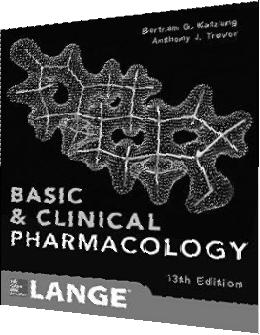 Bertram G. Katzung
Anthony J. Trevor
BASIC
& CLINICAL
PHARMACOLOGY
13th Edition
LANGE